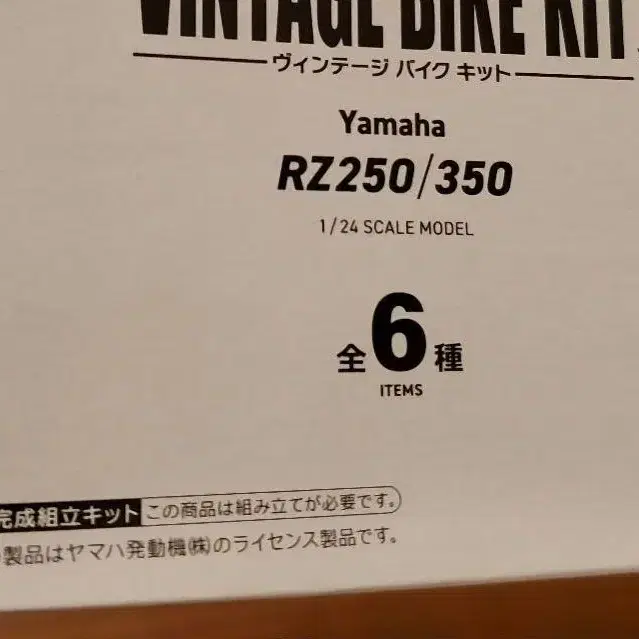 VINTAGE BIKE KIT
ヴィンテージ バイク キット
Yamaha
RZ250/350
1/24 SCALE MODEL
全6種
ITEMS
完成組立キット この商品は組み立てが必要です。
製品はヤマハ発動機㈱のライセンス製品です。